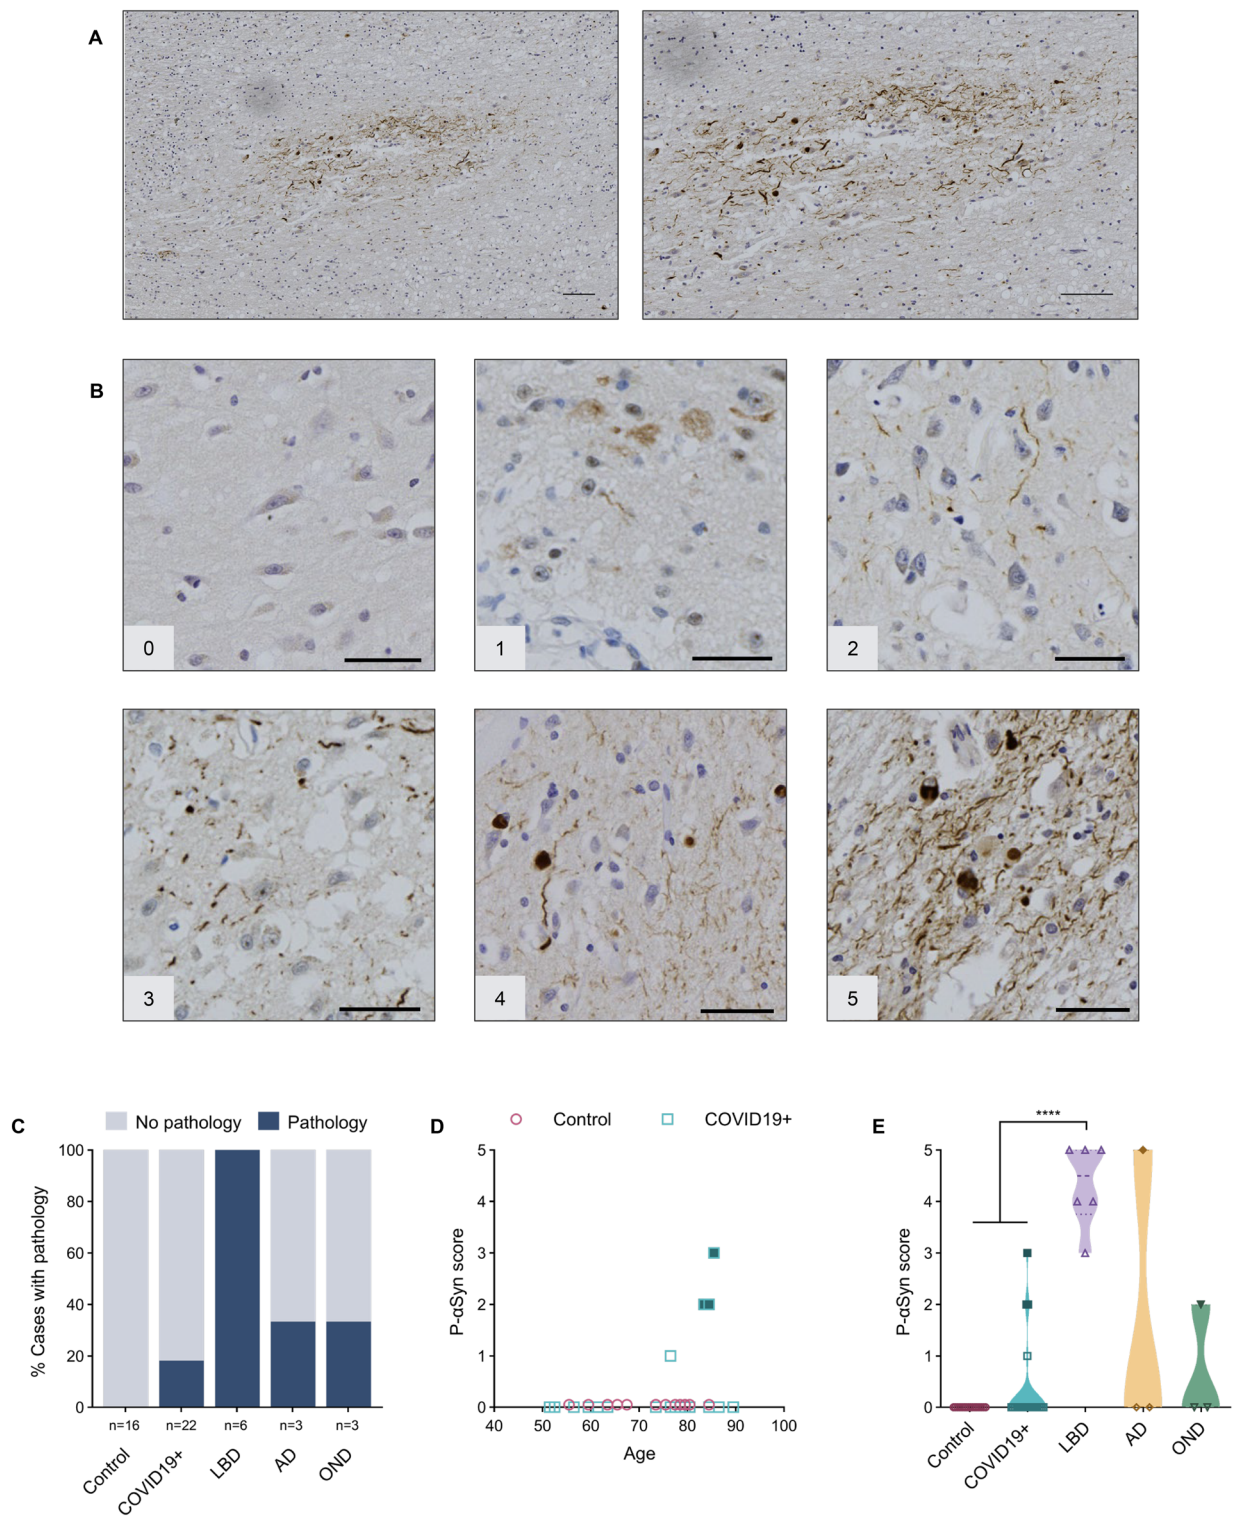 A
B
0
1
2
3
4
5
C
No pathology
Pathology
% Cases with pathology
100
80
60
40
20
0
n=16
n=22
n=6
n=3
n=3
Control
COVID19+
LBD
AD
OND
D
Control
COVID19+
P-αSyn score
5
4
3
2
1
0
40
50
60
70
80
90
100
Age
E
****
P-αSyn score
5
4
3
2
1
0
Control
COVID19+
LBD
AD
OND